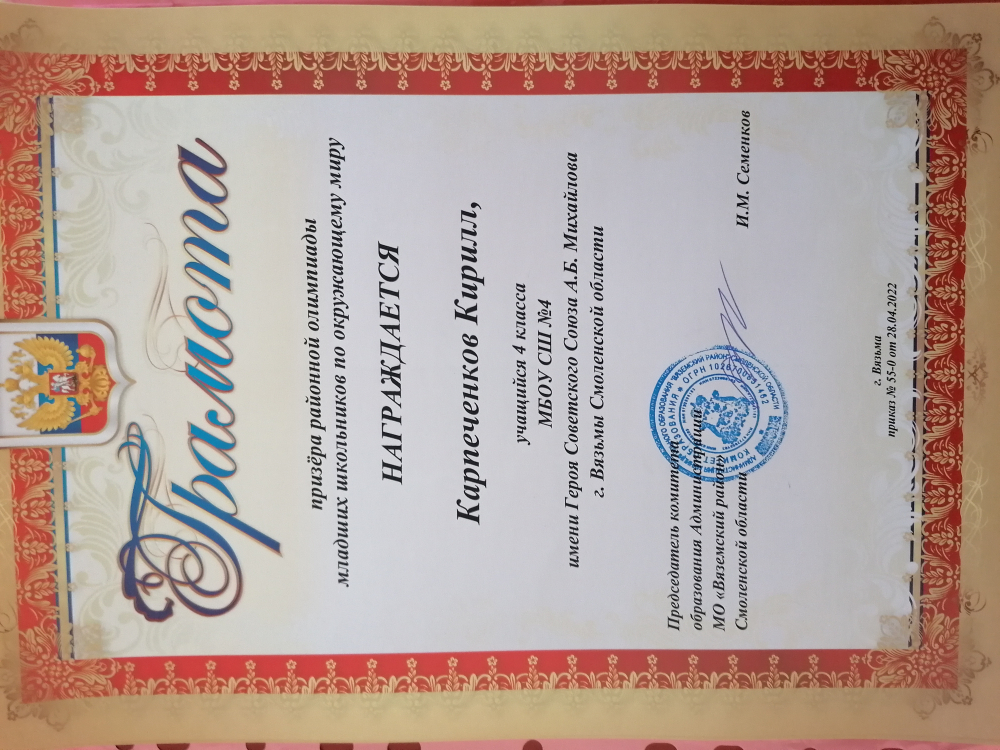 Грамота
призёра районной олимпиады
младших школьников по окружающему миру
НАГРАЖДАЕТСЯ
Карпеченков Кирилл,
учащийся 4 класса
МБОУ СШ №4
имени Героя Советского Союза А.Б. Михайлова
г. Вязьмы Смоленской области
Председатель комитета
образования Администрации
МО «Вяземский район»
Смоленской области
И.М. Семенков
г. Вязьма
приказ № 55-0 от 28.04.2022